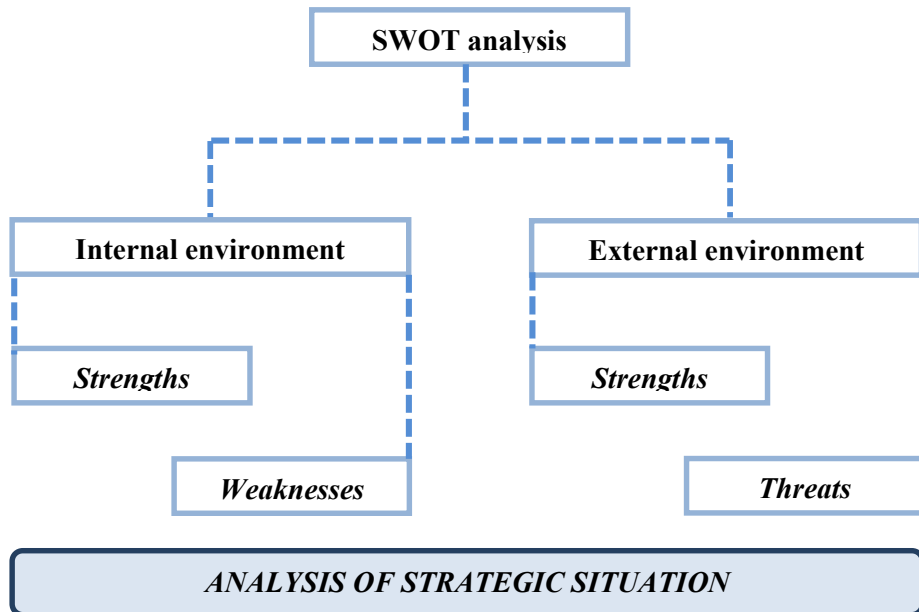 SWOT analysis
Internal environment
External environment
Strengths
Strengths
Weaknesses
Threats
ANALYSIS OF STRATEGIC SITUATION